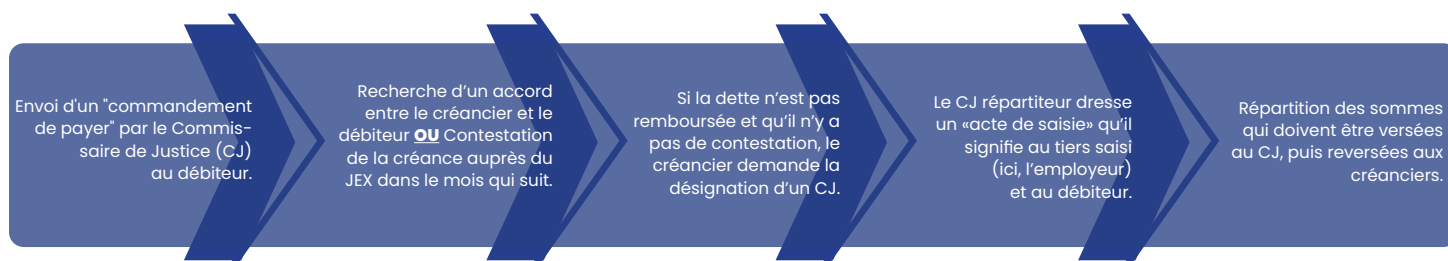 Envoi d'un "commandement
de payer" par le Commis-
saire de Justice (CJ)
au débiteur.
Recherche d’un accord
entre le créancier et le
débiteur OU Contestation
de la créance auprès du
JEX dans le mois qui suit.
Si la dette n’est pas
remboursée et qu’il n’y a
pas de contestation, le
créancier demande la
désignation d’un CJ.
Le CJ répartiteur dresse
un «acte de saisie» qu’il
signifie au tiers saisi
(ici, l’employeur)
et au débiteur.
Répartition des sommes
qui doivent être versées
au CJ, puis reversées aux
créanciers.